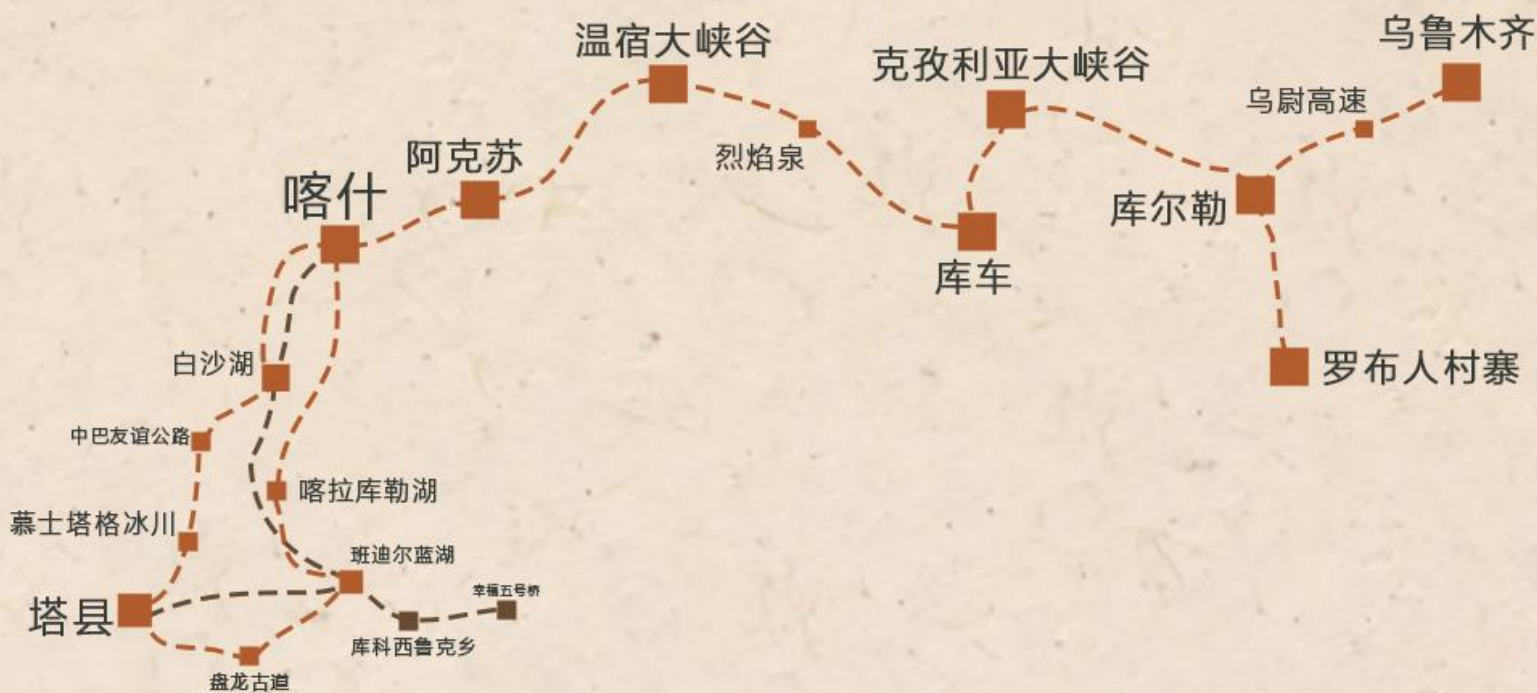 乌鲁木齐
温宿大峡谷
克孜利亚大峡谷
乌尉高速
阿克苏
烈焰泉
喀什
库尔勒
库车
白沙湖
罗布人村寨
中巴友谊公路
喀拉库勒湖
慕士塔格冰川
班迪尔蓝湖
幸福五号桥
塔县
库科西鲁克乡
盘龙古道